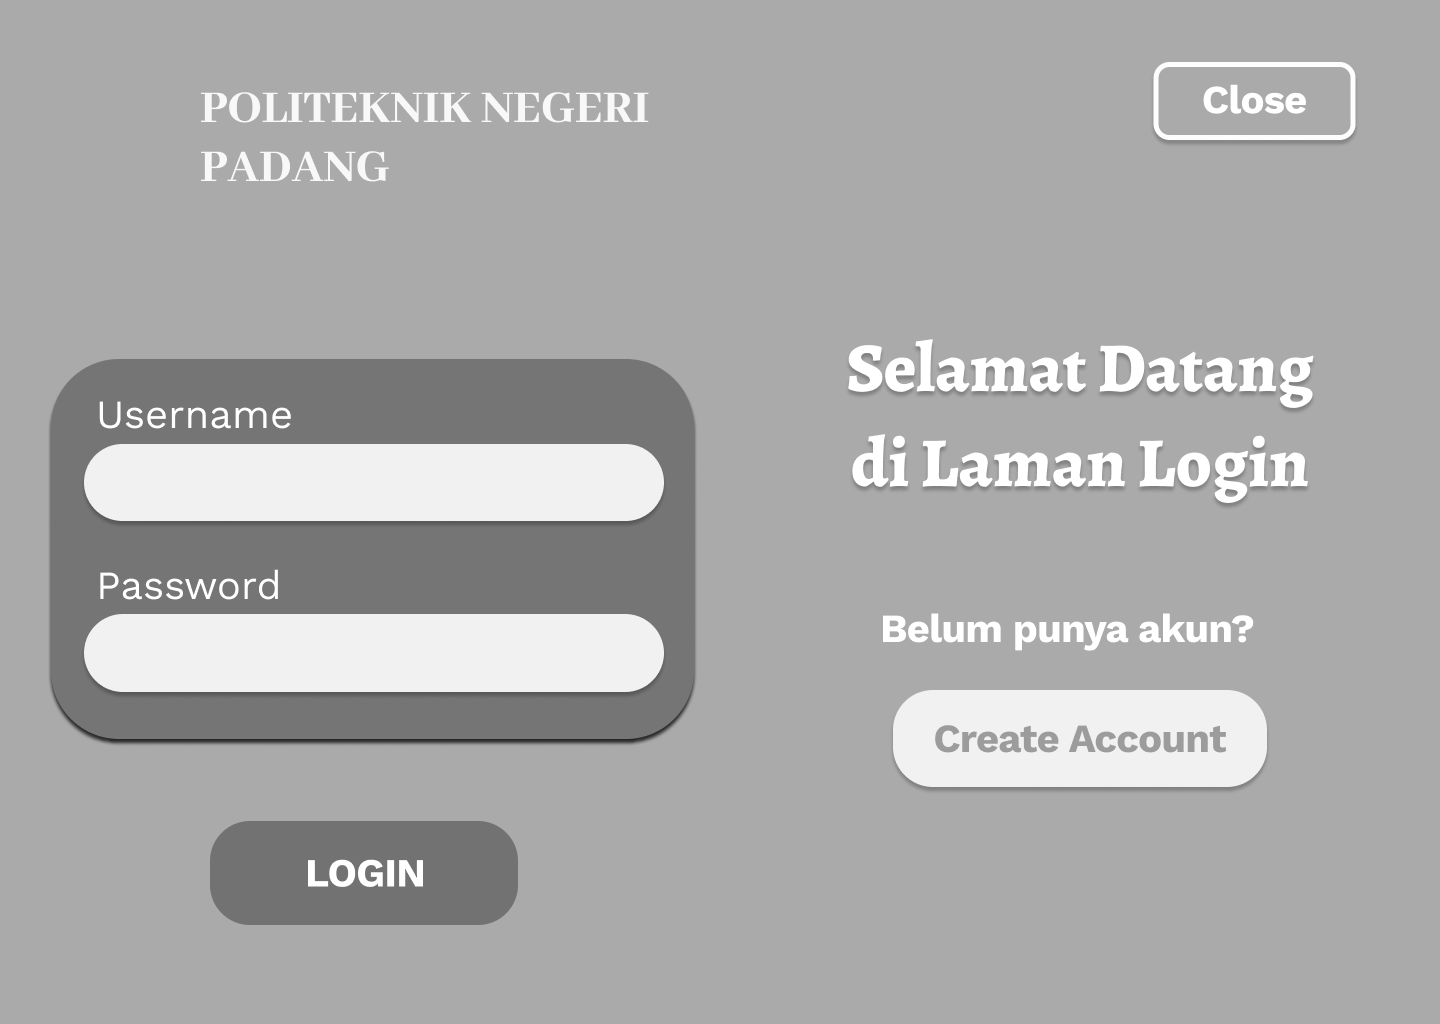 POLITEKNIK NEGERI
PADANG
Close
Selamat Datang
di Laman Login
Username
Password
Belum punya akun?
Create Account
LOGIN